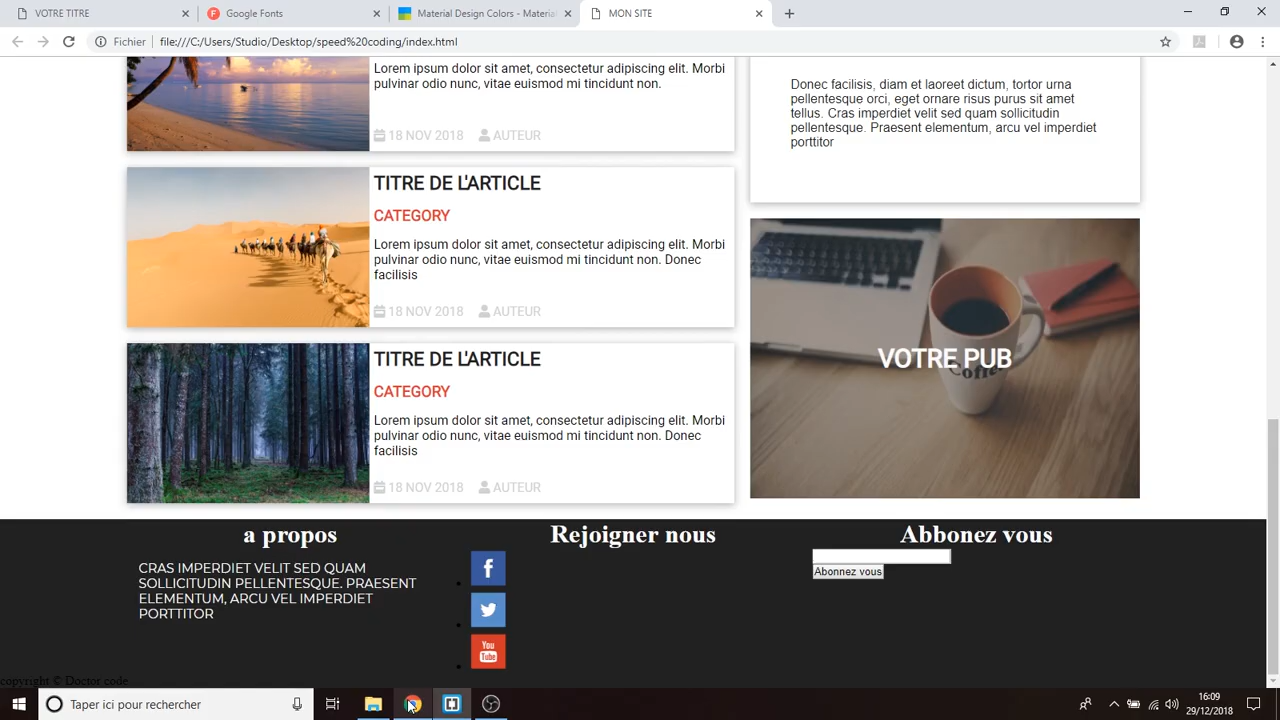 VOTRE TITRE
Google Fonts
Material Design Colors - Material
MON SITE
Fichier
file:///C:/Users/Studio/Desktop/speed%20coding/index.html
Lorem ipsum dolor sit amet, consectetur adipiscing elit. Morbi
pulvinar odio nunc, vitae euismod mi tincidunt non.
18 NOV 2018 AUTEUR
Donec facilisis, diam et laoreet dictum, tortor urna
pellentesque orci, eget ornare risus purus sit amet
tellus. Cras imperdiet velit sed quam sollicitudin
pellentesque. Praesent elementum, arcu vel imperdiet
porttitor
TITRE DE L'ARTICLE
CATEGORY
Lorem ipsum dolor sit amet, consectetur adipiscing elit. Morbi
pulvinar odio nunc, vitae euismod mi tincidunt non. Donec
facilisis
18 NOV 2018 AUTEUR
VOTRE PUB
Coffee
TITRE DE L'ARTICLE
CATEGORY
Lorem ipsum dolor sit amet, consectetur adipiscing elit. Morbi
pulvinar odio nunc, vitae euismod mi tincidunt non. Donec
facilisis
18 NOV 2018 AUTEUR
a propos
CRAS IMPERDIET VELIT SED QUAM
SOLLICITUDIN PELLENTESQUE. PRAESENT
ELEMENTUM, ARCU VEL IMPERDIET
PORTTITOR
Rejoigner nous
You
Tube
Abbonez vous
Abonnez vous
copyright © Doctor code
Taper ici pour rechercher
16:09
29/12/2018